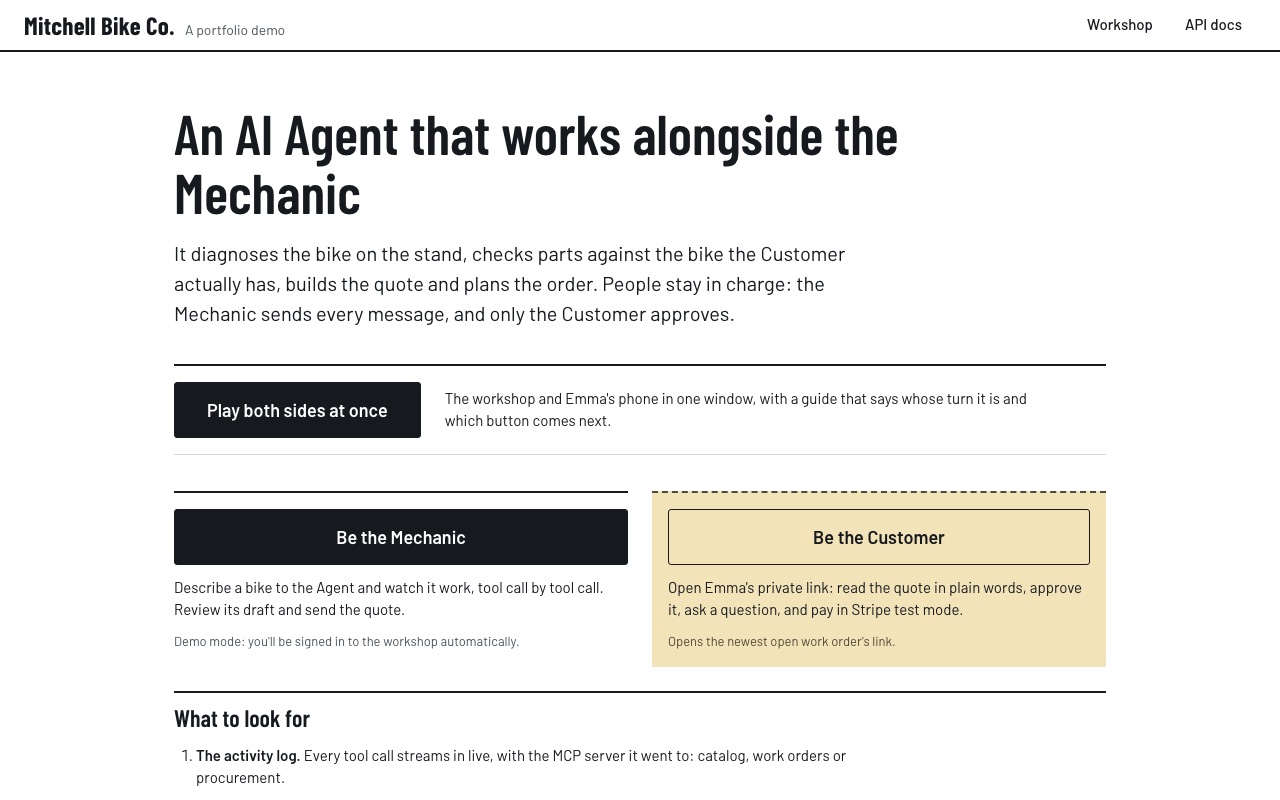 Mitchell Bike Co. A portfolio demo
Workshop API docs
An AI Agent that works alongside the
Mechanic
It diagnoses the bike on the stand, checks parts against the bike the Customer
actually has, builds the quote and plans the order. People stay in charge: the
Mechanic sends every message, and only the Customer approves.
Play both sides at once
The workshop and Emma's phone in one window, with a guide that says whose turn it is and
which button comes next.
Be the Mechanic
Describe a bike to the Agent and watch it work, tool call by tool call.
Review its draft and send the quote.
Demo mode: you'll be signed in to the workshop automatically.
Be the Customer
Open Emma's private link: read the quote in plain words, approve
it, ask a question, and pay in Stripe test mode.
Opens the newest open work order's link.
What to look for
1. The activity log. Every tool call streams in live, with the MCP server it went to: catalog, work orders or
procurement.